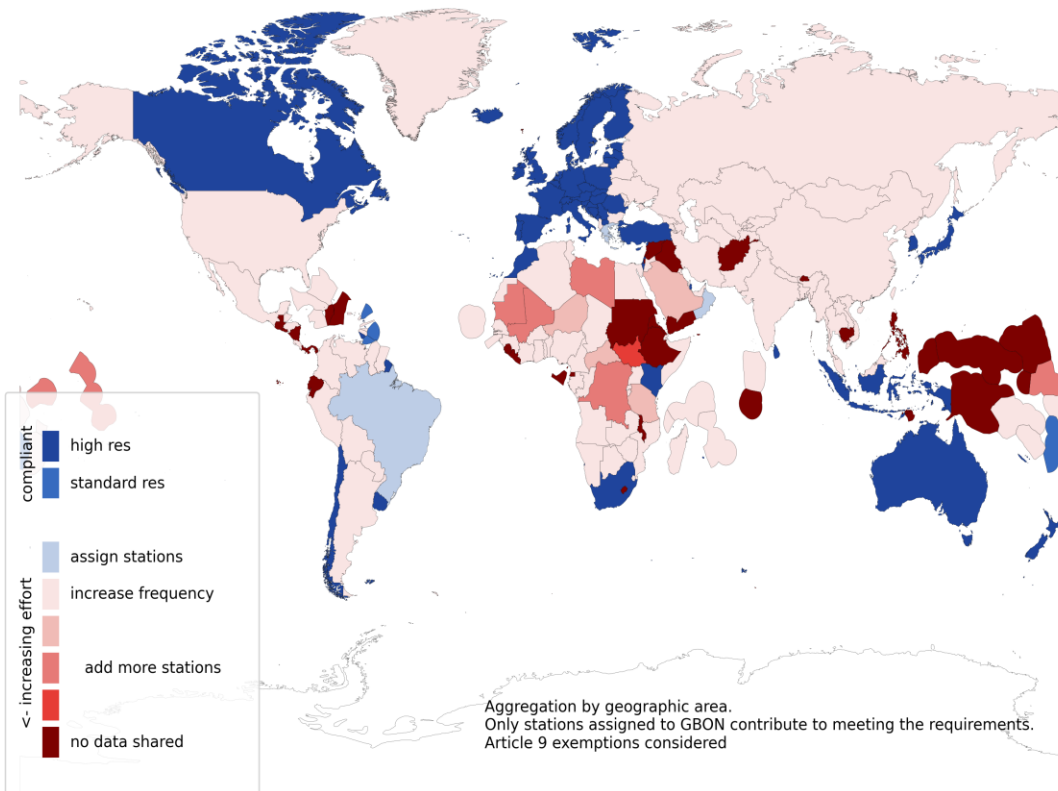 compliant
high res
standard res
<- increasing effort
assign stations
increase frequency
add more stations
no data shared
Aggregation by geographic area.
Only stations assigned to GBON contribute to meeting the requirements.
Article 9 exemptions considered